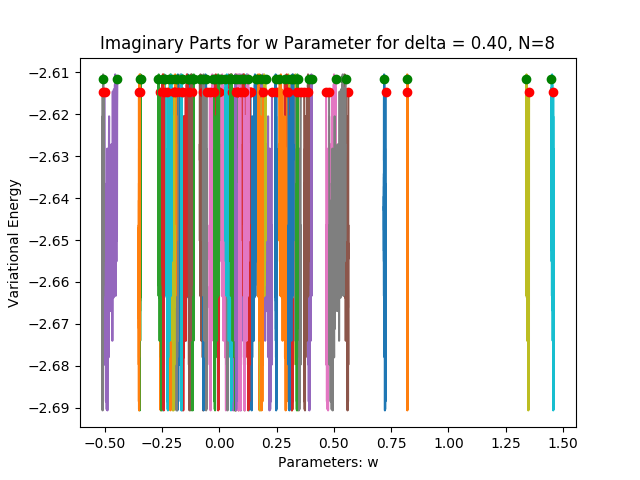 Imaginary Parts for w Parameter for delta = 0.40, N=8
−2.61
−2.62
−2.63
−2.64
−2.65
−2.66
−2.67
−2.68
−2.69
Variational Energy
−0.50 −0.25 0.00 0.25 0.50 0.75 1.00 1.25 1.50
Parameters: w